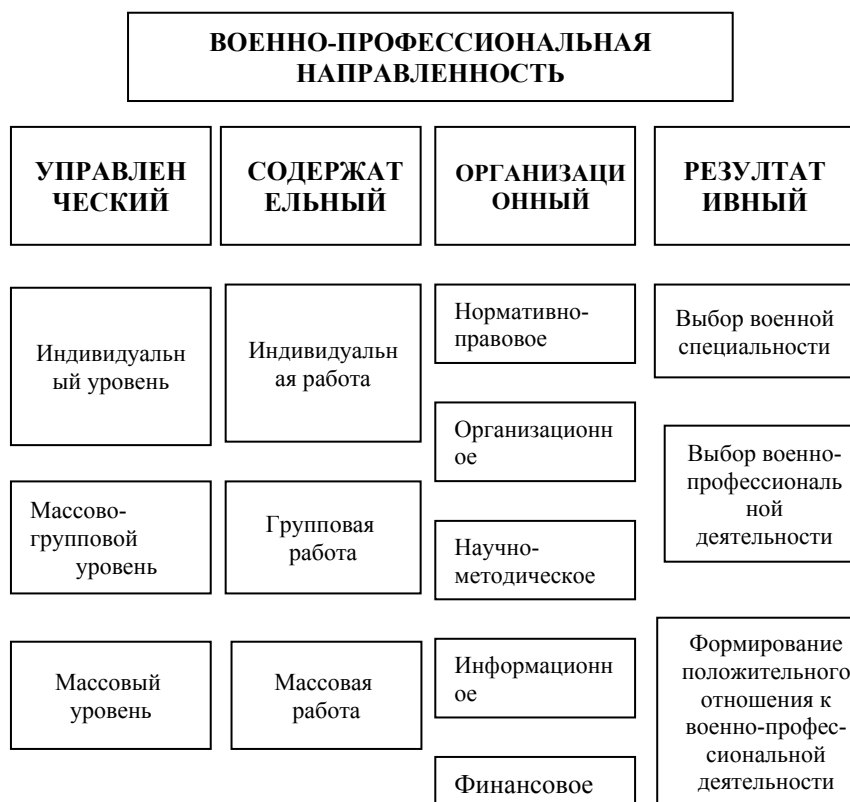 ВОЕННО-ПРОФЕССИОНАЛЬНАЯ
НАПРАВЛЕННОСТЬ
УПРАВЛЕН
ЧЕСКИЙ
СОДЕРЖАТ
ЕЛЬНЫЙ
ОРГАНИЗАЦИ
ОННЫЙ
РЕЗУЛТАТ
ИВНЫЙ
Индивидуальн
ый уровень
Массово-
групповой
уровень
Массовый
уровень
Индивидуальн
ая работа
Групповая
работа
Массовая
работа
Нормативно-
правовое
Организационн
ое
Научно-
методическое
Информационн
ое
Финансовое
Выбор военной
специальности
Выбор военно-
профессиональ
ной
деятельности
Формирование
положительного
отношения к
военно-профес-
сиональной
деятельности